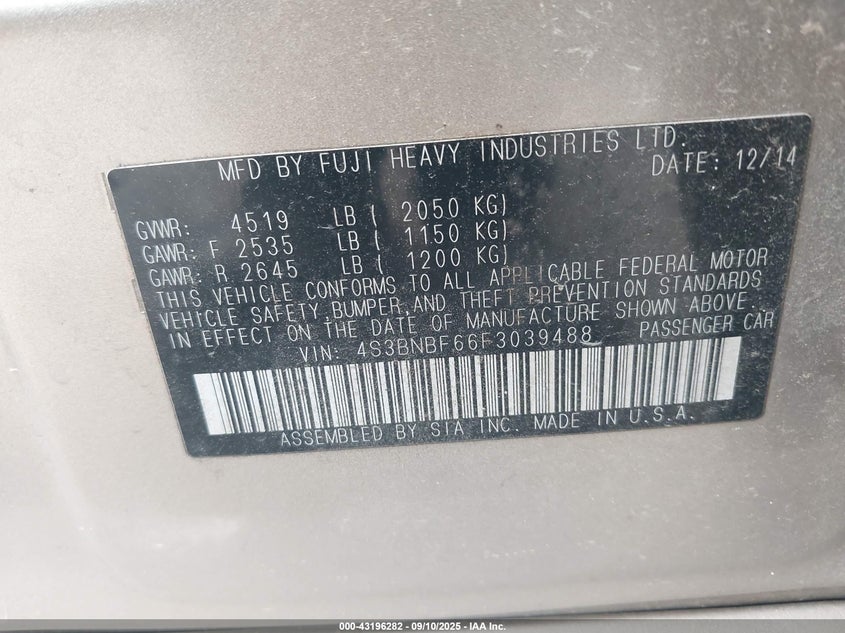 MFD BY FUJI HEAVY INDUSTRIES LTD.
DATE: 12/14
GVWR: 4519 LB ( 2050 KG)
GAWR: F 2535 LB ( 1150 KG)
GAWR: R 2645 LB ( 1200 KG)
THIS VEHICLE CONFORMS TO ALL APPLICABLE FEDERAL MOTOR
VEHICLE SAFETY BUMPER,AND THEFT PREVENTION STANDARDS
IN EFFECT ON THE DATE OF MANUFACTURE SHOWN ABOVE.
VIN: 4S3BNBF66F3039488 PASSENGER CAR
ASSEMBLED BY SIA INC. MADE IN U.S.A.
000-43196282 - 09/10/2025 - IAA Inc.